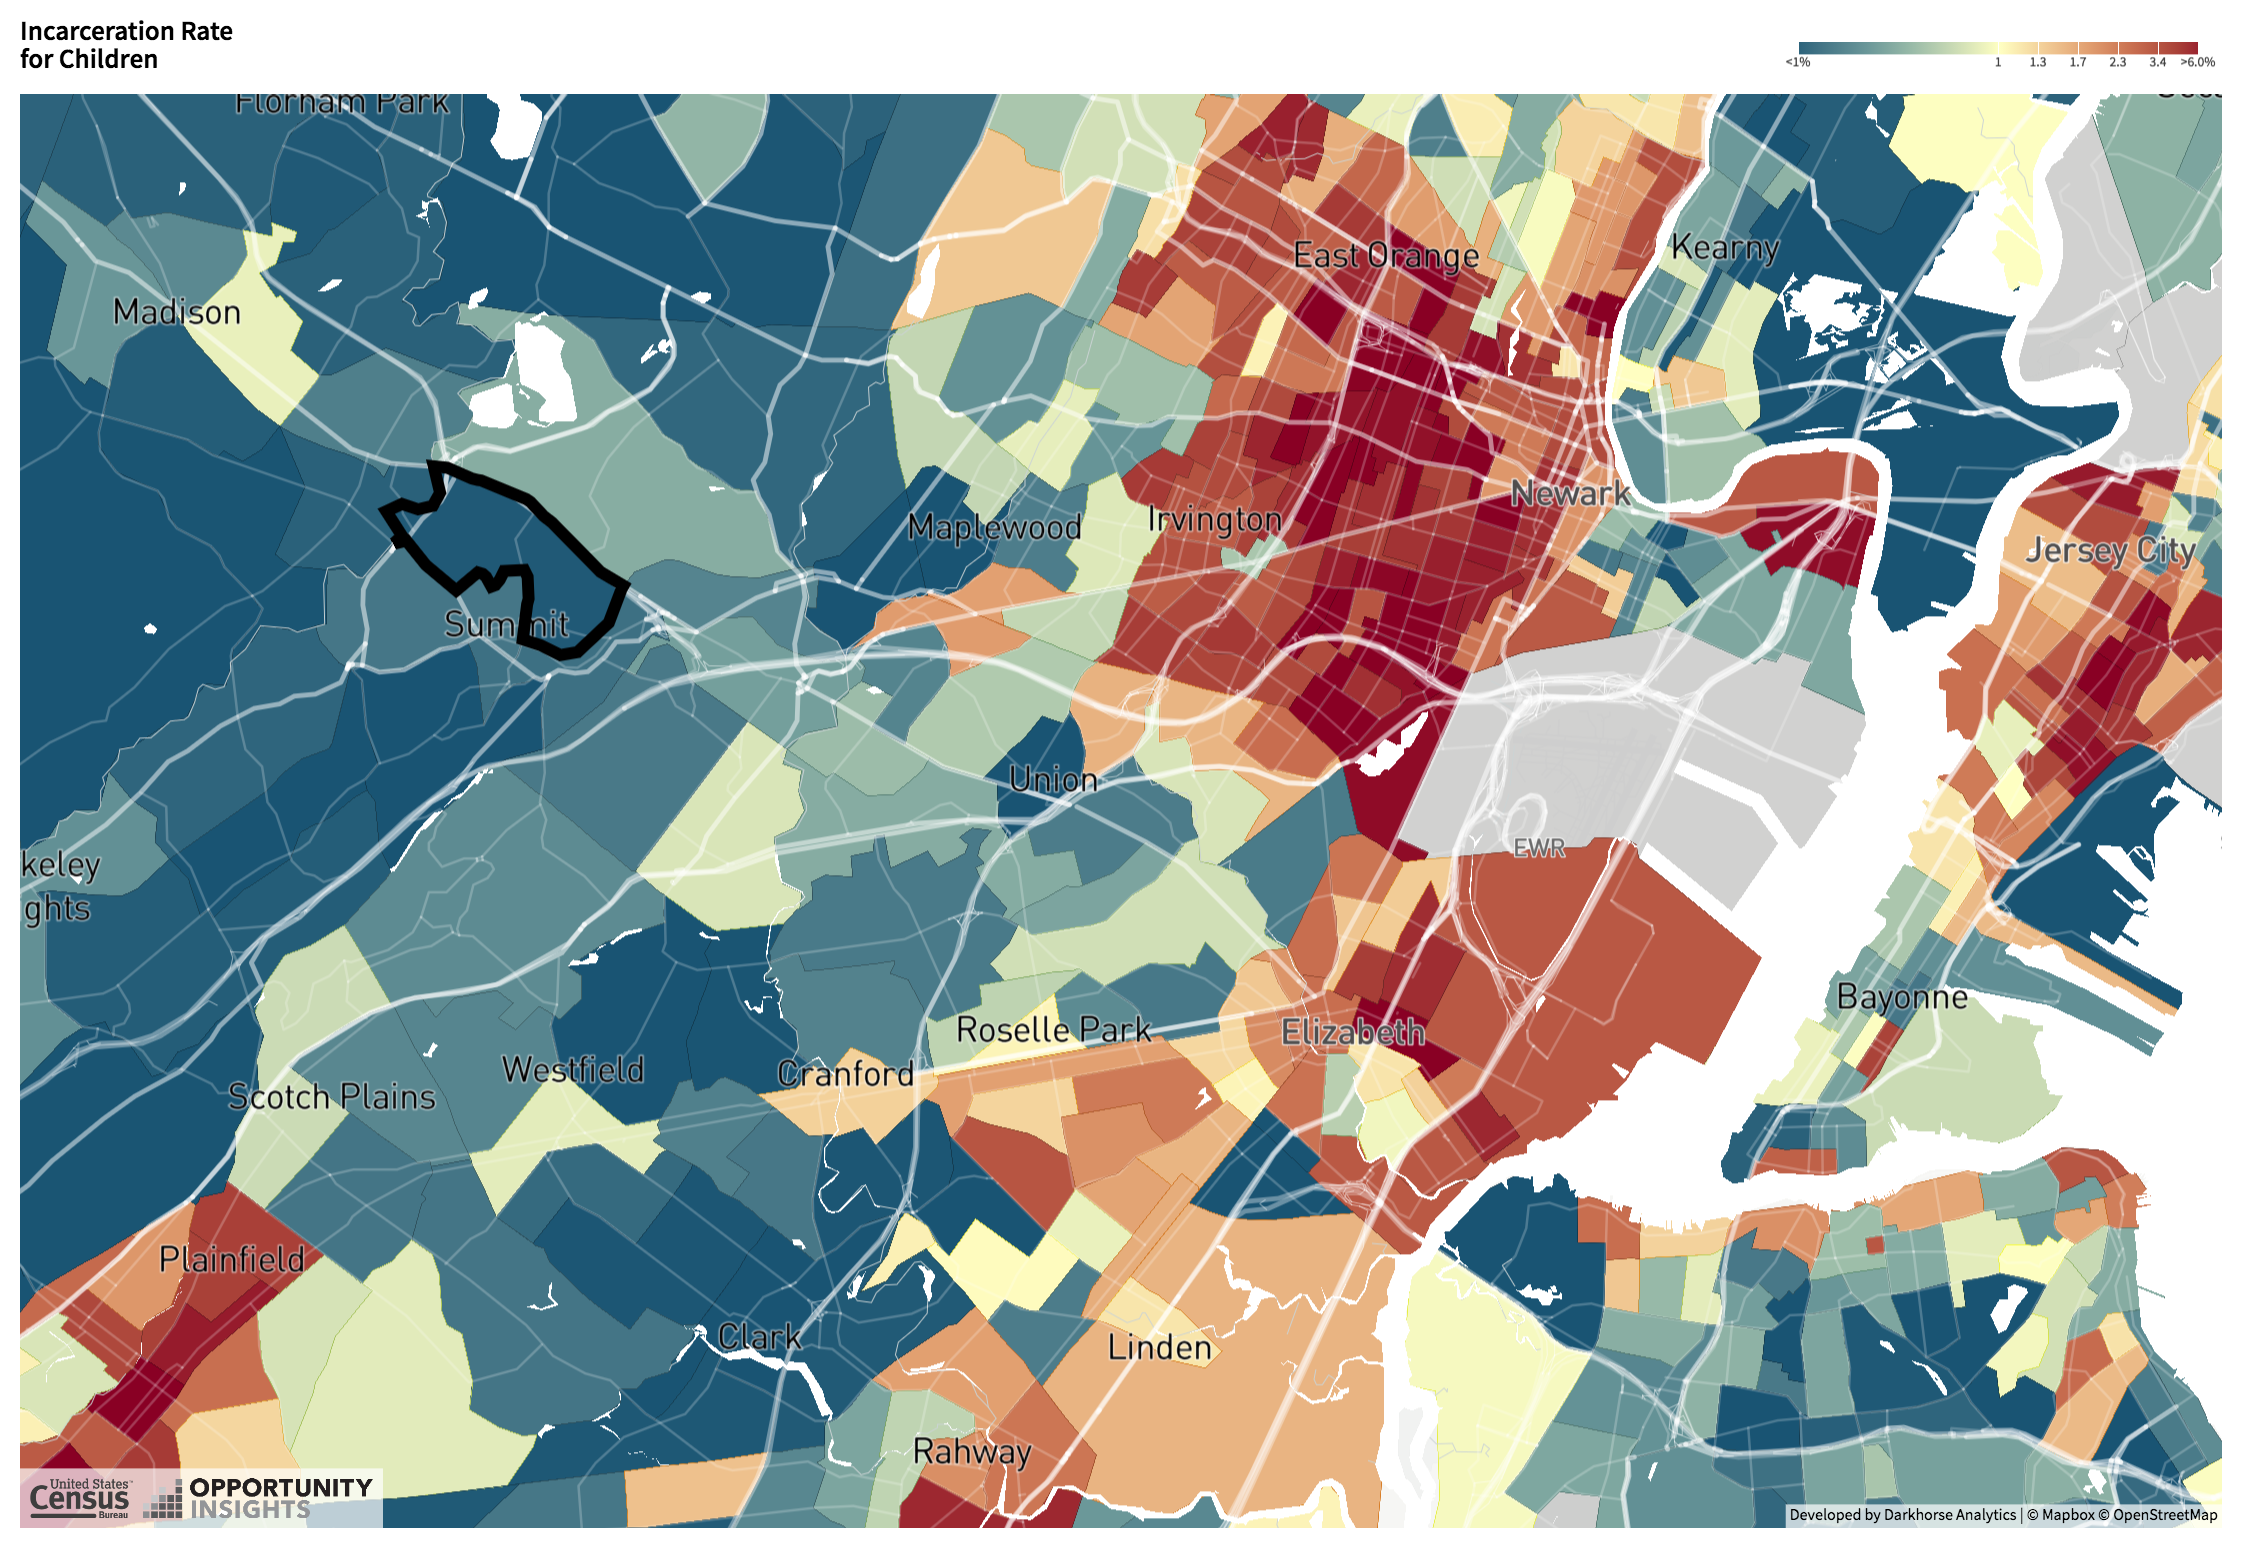 Incarceration Rate
for Children
<1% 1 1.3 1.7 2.3 3.4 >6.0%
Florham Park
East Orange
Kearny
Madison
Newark
Irvington
Maplewood
Jersey City
Summit
Union
EWR
keley
ghts
Bayonne
Roselle Park
Elizabeth
Westfield
Cranford
Scotch Plains
Plainfield
Clark
Linden
Rahway
United States™
Census
Bureau
OPPORTUNITY
INSIGHTS
Developed by Darkhorse Analytics | © Mapbox © OpenStreetMap